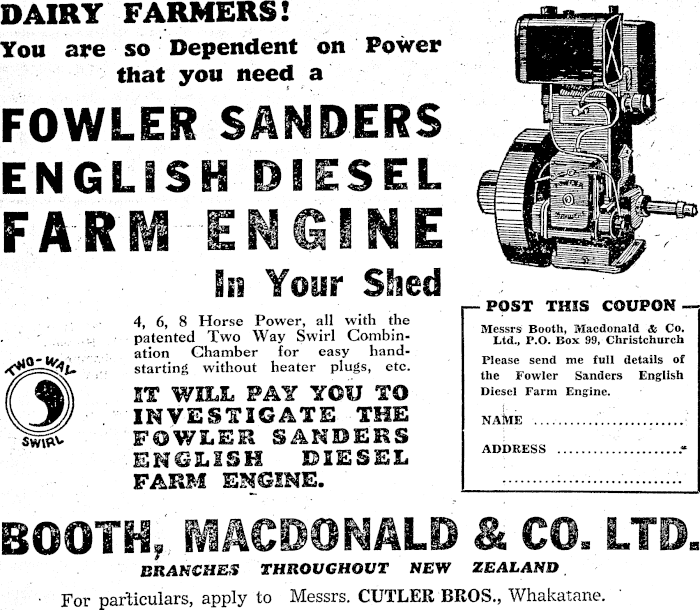 DAIRY FARMERS!
You are so Dependent on Power
that you need a
FOWLER SANDERS
ENGLISH DIESEL
FARM ENGINE
In Your Shed
4, 6, 8 Horse Power, all with the
patented Two Way Swirl Combin-
ation Chamber for easy hand-
starting without heater plugs, etc.
TWO-WAY
SWIRL
IT WILL PAY YOU TO
INVESTIGATE THE
FOWLER SANDERS
ENGLISH DIESEL
FARM ENGINE.
POST THIS COUPON
Messrs Booth, Macdonald & Co.
Ltd., P.O. Box 99, Christchurch
Please send me full details of
the Fowler Sanders English
Diesel Farm Engine.
NAME ..............................
ADDRESS .........................
..............................
BOOTH, MACDONALD & CO. LTD.
BRANCHES THROUGHOUT NEW ZEALAND
For particulars, apply to Messrs. CUTLER BROS., Whakatane.